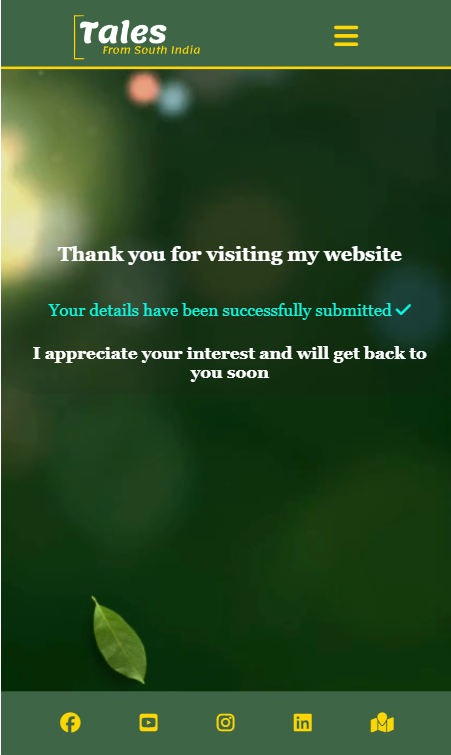 Tales
From South India
Thank you for visiting my website
Your details have been successfully submitted
I appreciate your interest and will get back to
you soon